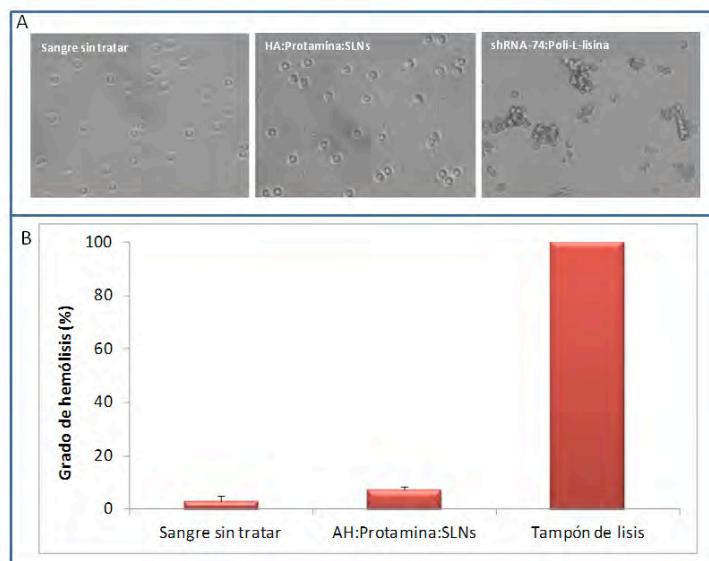 A
Sangre sin tratar
HA:Protamina:SLNs
shRNA-74:Poli-L-lisina
B
Grado de hemólisis (%)
100
80
60
40
20
0
Sangre sin tratar
AH:Protamina:SLNs
Tampón de lisis